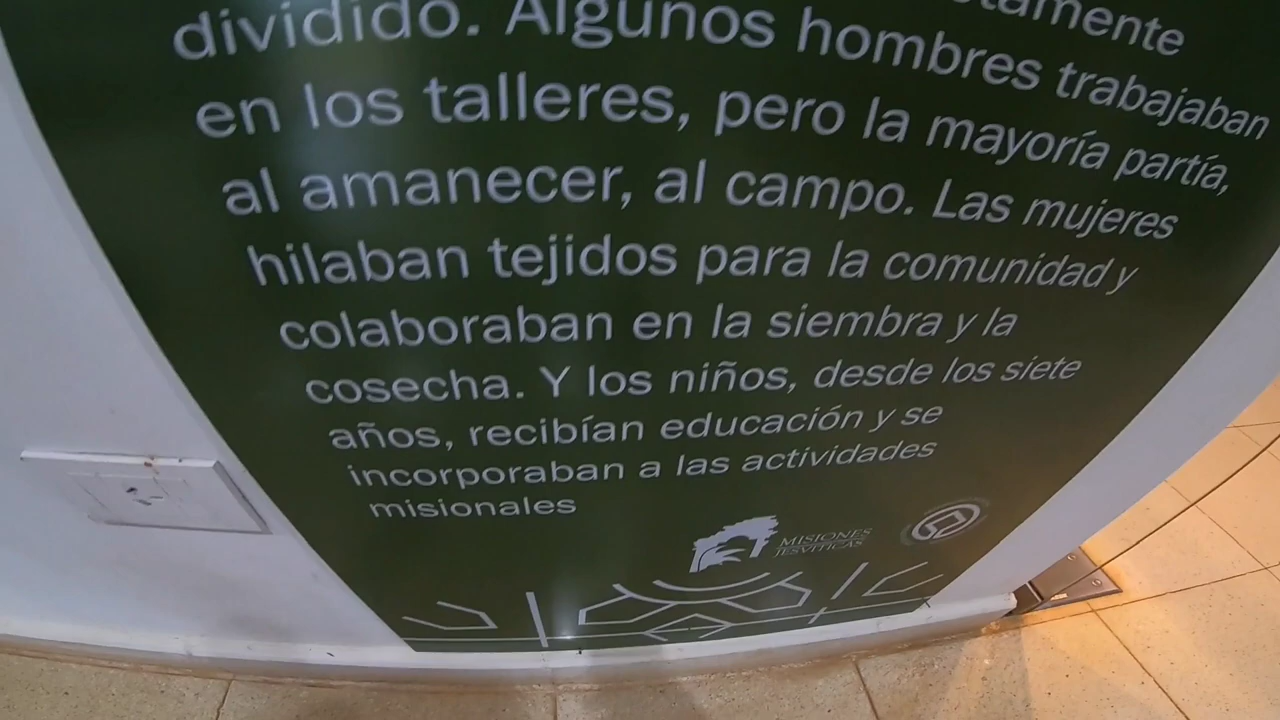 dividido. Algunos hombres trabajaban
en los talleres, pero la mayoría partía,
al amanecer, al campo. Las mujeres
hilaban tejidos para la comunidad y
colaboraban en la siembra y la
cosecha. Y los niños, desde los siete
años, recibían educación y se
incorporaban a las actividades
misionales
MISIONES
JESVITICAS